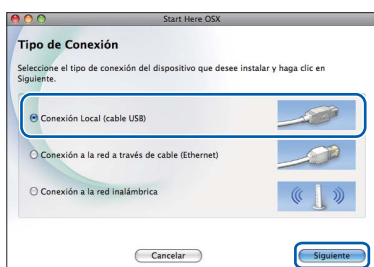 Start Here OSX
Tipo de Conexión
Seleccione el tipo de conexión del dispositivo que desee instalar y haga clic en
Siguiente.
Conexión Local (cable USB)
Conexión a la red a través de cable (Ethernet)
Conexión a la red inalámbrica
Cancelar
Siguiente